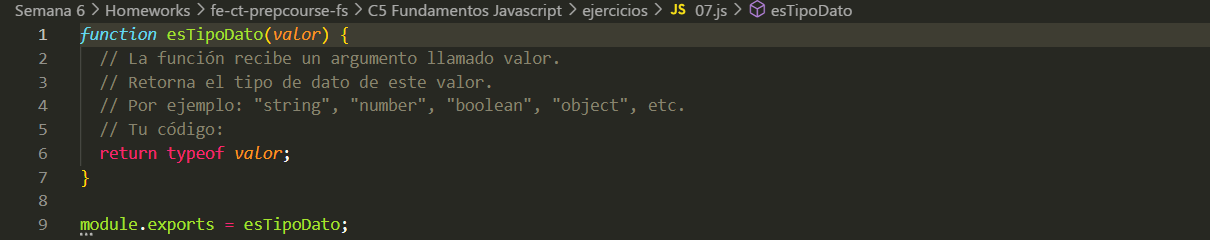 Semana 6 > Homeworks > fe-ct-prepcourse-fs > C5 Fundamentos Javascript > ejercicios > JS 07.js > esTipoDato
1 function esTipoDato(valor) {
2 // La función recibe un argumento llamado valor.
3 // Retorna el tipo de dato de este valor.
4 // Por ejemplo: "string", "number", "boolean", "object", etc.
5 // Tu código:
6 return typeof valor;
7 }
8
9 module.exports = esTipoDato;